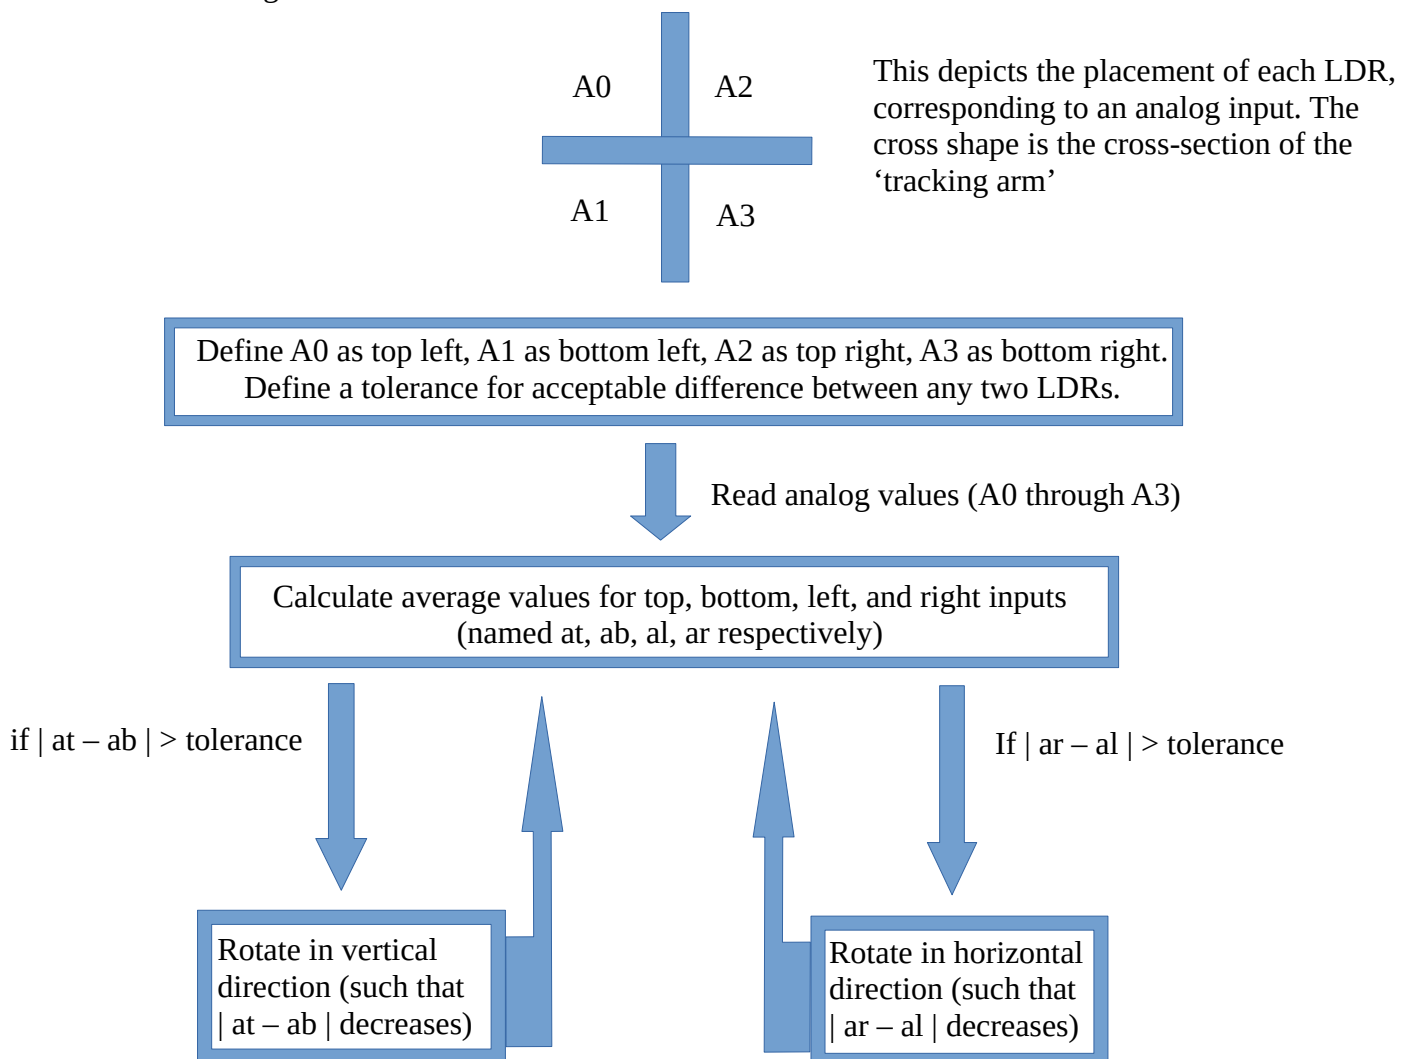 A0
A2
This depicts the placement of each LDR,
corresponding to an analog input. The
cross shape is the cross-section of the
‘tracking arm’
A1
A3
Define A0 as top left, A1 as bottom left, A2 as top right, A3 as bottom right.
Define a tolerance for acceptable difference between any two LDRs.
Read analog values (A0 through A3)
Calculate average values for top, bottom, left, and right inputs
(named at, ab, al, ar respectively)
if | at – ab | > tolerance
If | ar – al | > tolerance
Rotate in vertical
direction (such that
| at – ab | decreases)
Rotate in horizontal
direction (such that
| ar – al | decreases)